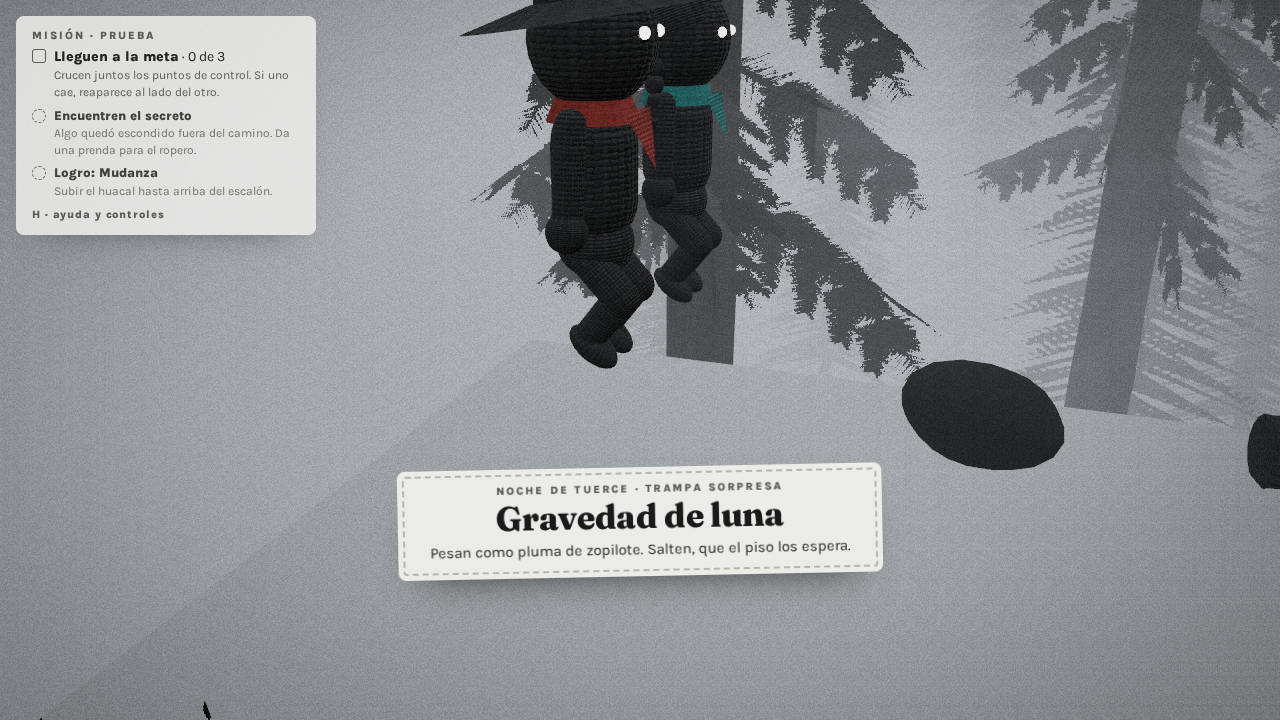 MISIÓN · PRUEBA
Lleguen a la meta · 0 de 3
Crucen juntos los puntos de control. Si uno
cae, reaparece al lado del otro.
Encuentren el secreto
Algo quedó escondido fuera del camino. Da
una prenda para el ropero.
Logro: Mudanza
Subir el huacal hasta arriba del escalón.
H · ayuda y controles
NOCHE DE TUERCE · TRAMPA SORPRESA
Gravedad de luna
Pesan como pluma de zopilote. Salten, que el piso los espera.